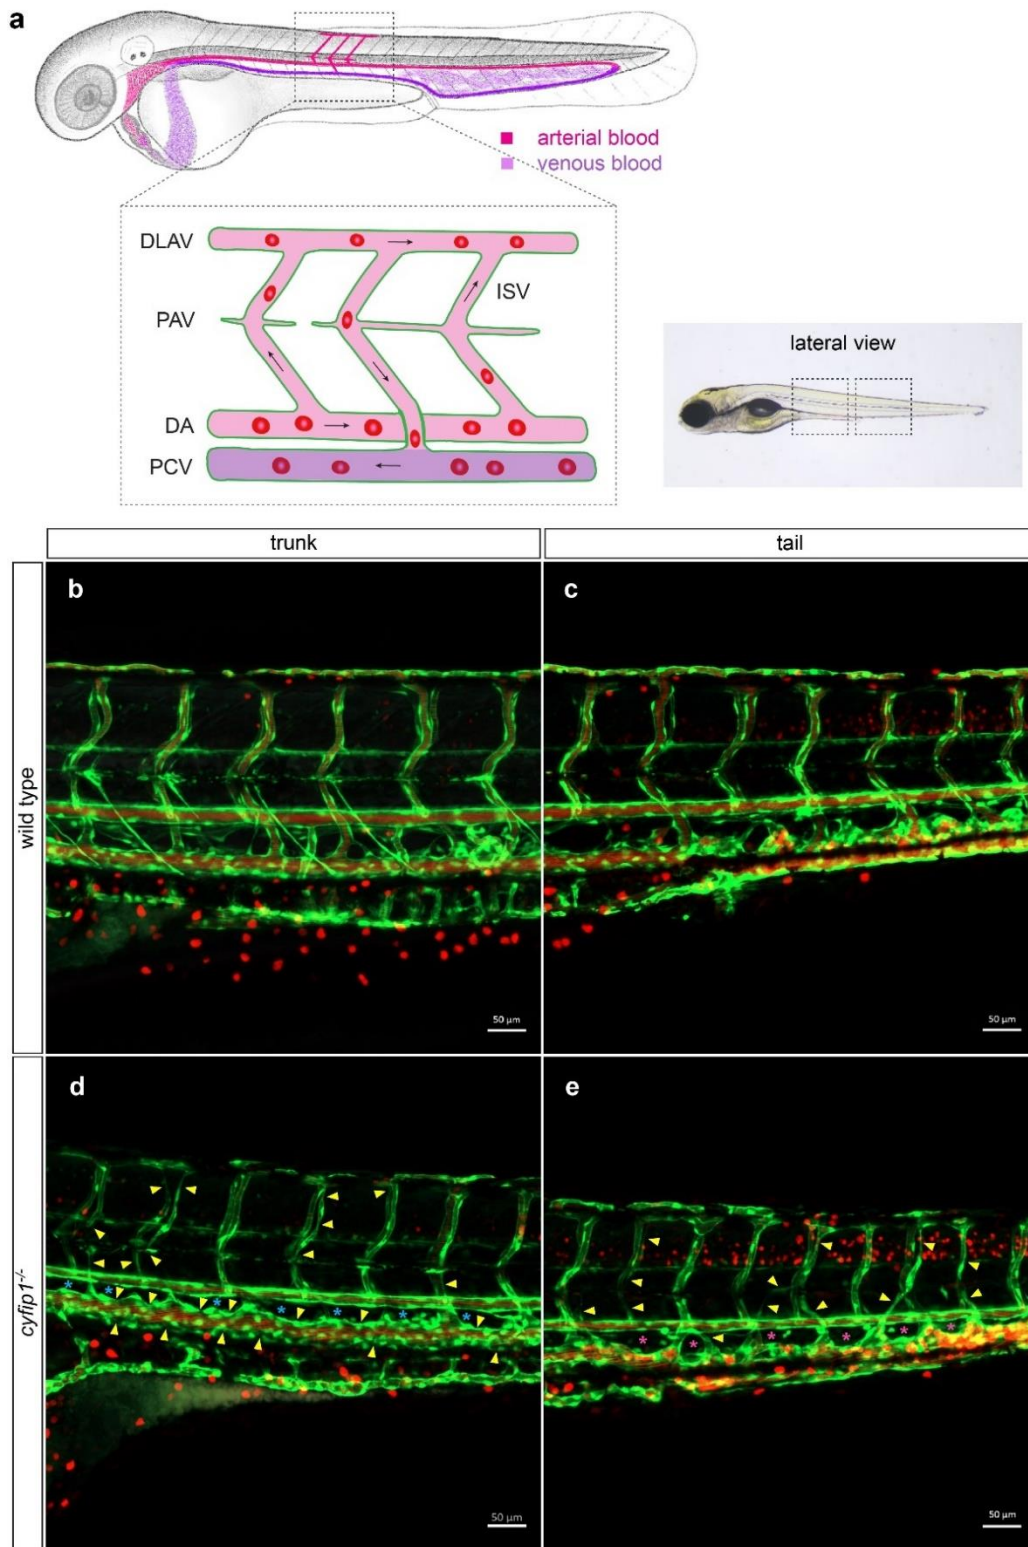 a
arterial blood
venous blood
DLAV
ISV
PAV
lateral view
DA
PCV
trunk
tail
wild type
b
c
50 µm
50 µm
cyfip1-/-
d
e
50 µm
50 µm